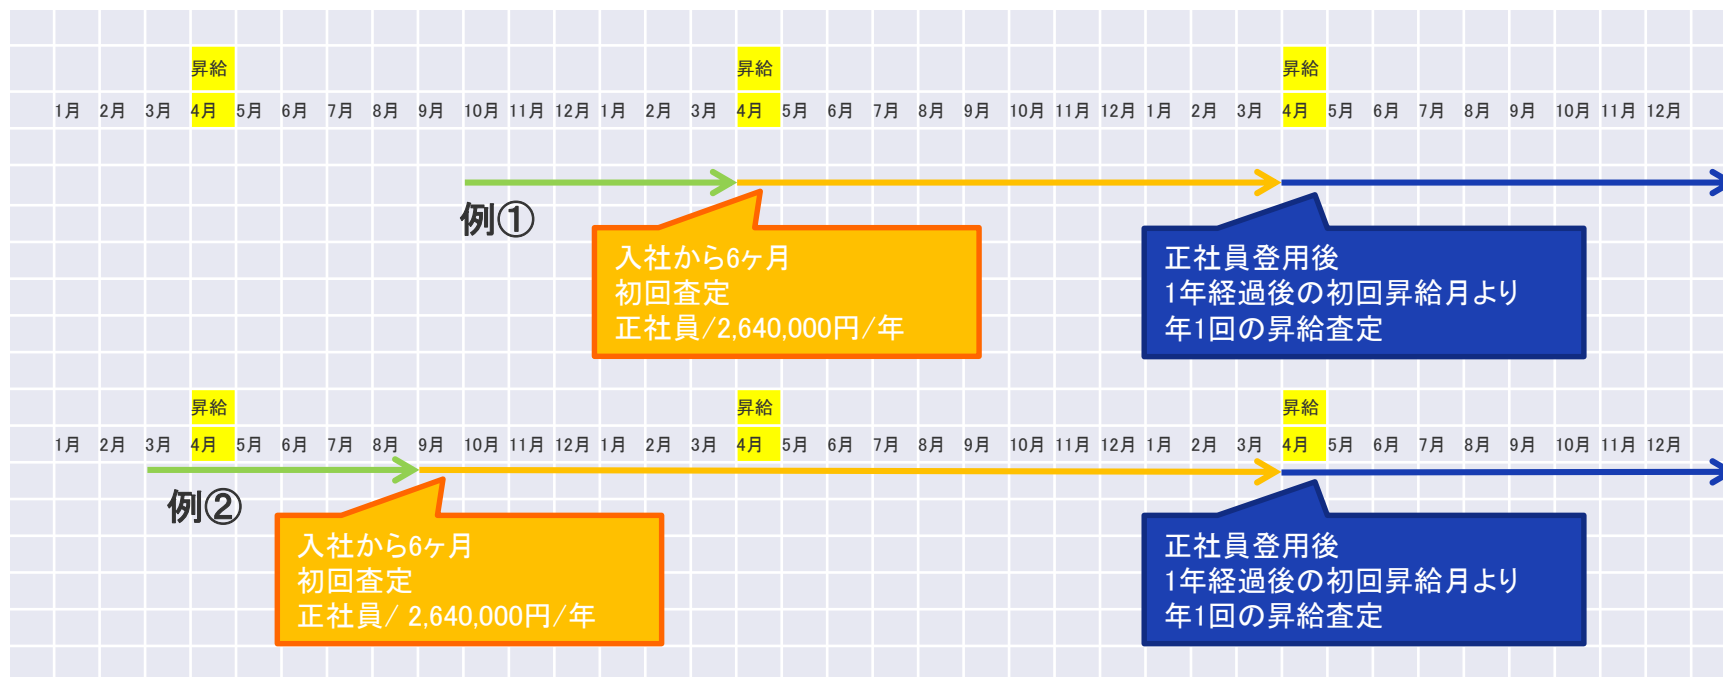 昇給 昇給 昇給
1月 2月 3月 4月 5月 6月 7月 8月 9月 10月 11月 12月 1月 2月 3月 4月 5月 6月 7月 8月 9月 10月 11月 12月 1月 2月 3月 4月 5月 6月 7月 8月 9月 10月 11月 12月
例①
入社から6ヶ月
初回査定
正社員/2,640,000円/年
正社員登用後
1年経過後の初回昇給月より
年1回の昇給査定
昇給 昇給 昇給
1月 2月 3月 4月 5月 6月 7月 8月 9月 10月 11月 12月 1月 2月 3月 4月 5月 6月 7月 8月 9月 10月 11月 12月 1月 2月 3月 4月 5月 6月 7月 8月 9月 10月 11月 12月
例②
入社から6ヶ月
初回査定
正社員/ 2,640,000円/年
正社員登用後
1年経過後の初回昇給月より
年1回の昇給査定